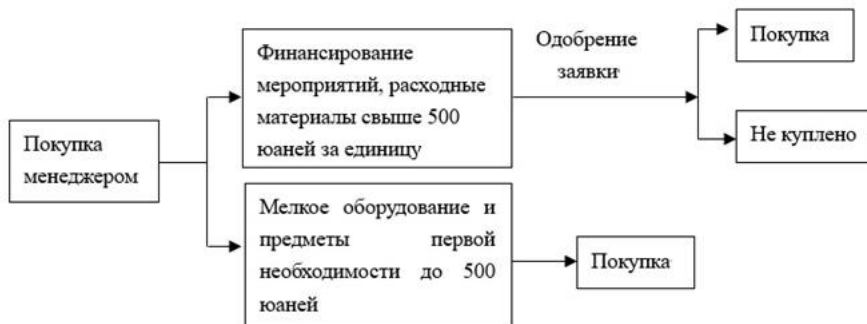 Покупка
менеджером
Финансирование
мероприятий, расходные
материалы свыше 500
юаней за единицу
Одобрение
заявки
Покупка
Не куплено
Мелкое оборудование и
предметы первой
необходимости до 500
юаней
Покупка